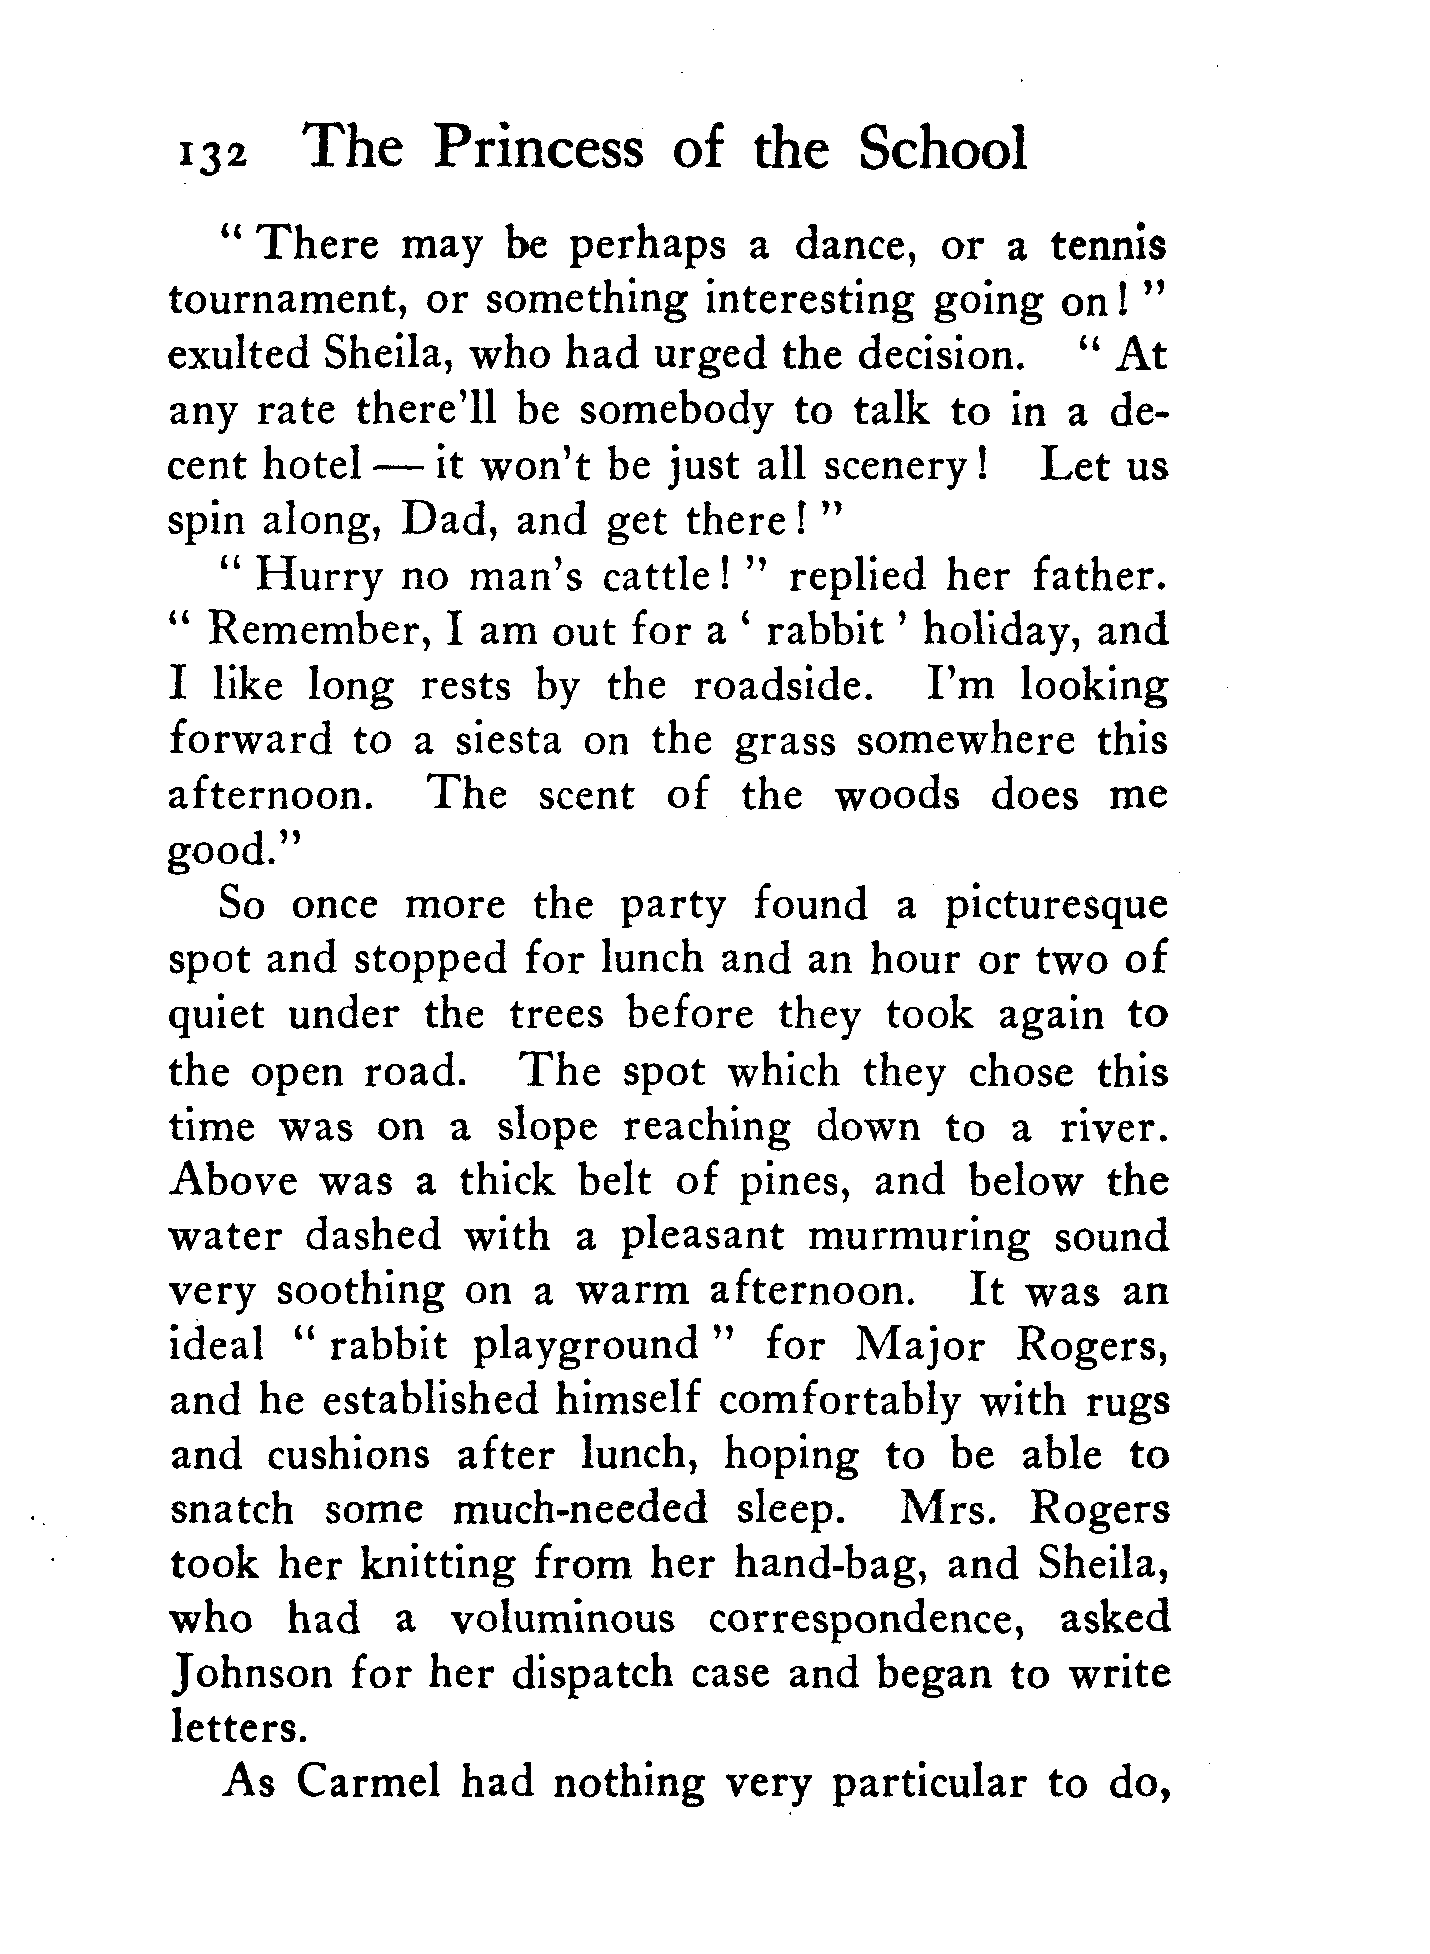 132 The Princess of the School
“ There may be perhaps a dance, or a tennis
tournament, or something interesting going on! ”
exulted Sheila, who had urged the decision. “ At
any rate there'll be somebody to talk to in a de-
cent hotel — it won't be just all scenery! Let us
spin along, Dad, and get there! ”
“ Hurry no man's cattle! ” replied her father.
“ Remember, I am out for a ‘ rabbit ’ holiday, and
I like long rests by the roadside. I'm looking
forward to a siesta on the grass somewhere this
afternoon. The scent of the woods does me
good.”
So once more the party found a picturesque
spot and stopped for lunch and an hour or two of
quiet under the trees before they took again to
the open road. The spot which they chose this
time was on a slope reaching down to a river.
Above was a thick belt of pines, and below the
water dashed with a pleasant murmuring sound
very soothing on a warm afternoon. It was an
ideal “ rabbit playground ” for Major Rogers,
and he established himself comfortably with rugs
and cushions after lunch, hoping to be able to
snatch some much-needed sleep. Mrs. Rogers
took her knitting from her hand-bag, and Sheila,
who had a voluminous correspondence, asked
Johnson for her dispatch case and began to write
letters.
As Carmel had nothing very particular to do,